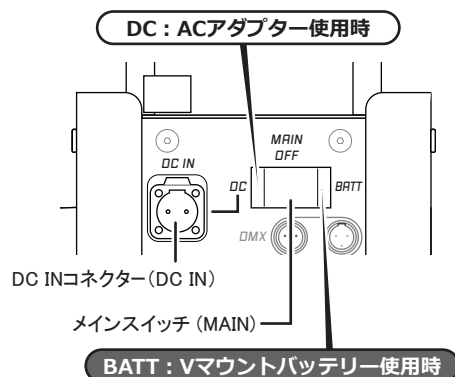 DC：ACアダプター使用時
MAIN
OFF
DC IN
DC
BATT
DMX
DC INコネクター（DC IN）
メインスイッチ（MAIN）
BATT：Vマウントバッテリー使用時